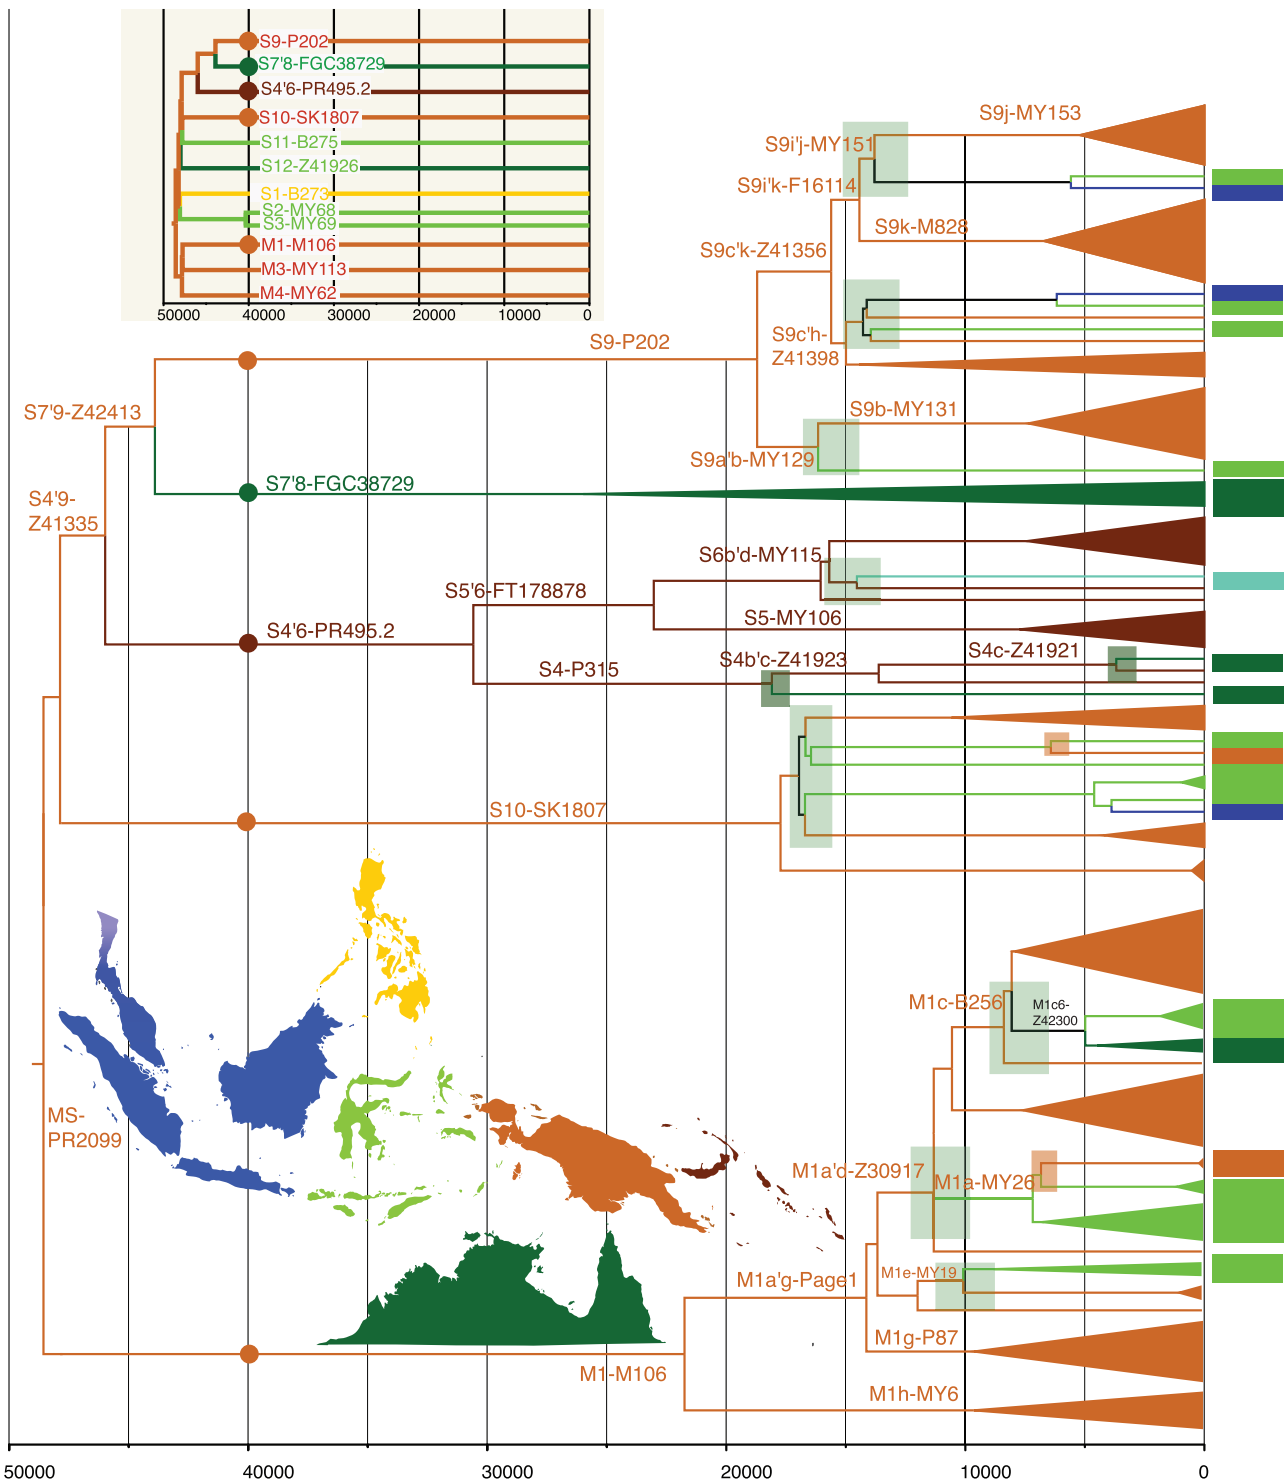 S9-P202
S7'8-FGC38729
S4'6-PR495.2
S10-SK1807
S11-B275
S12-Z41926
S1-B273
S2-MY68
S3-MY69
M1-M106
M3-MY113
M4-MY62
50000 40000 30000 20000 10000 0
S9j-MY153
S9i'j-MY151
S9i'k-F16114
S9k-M828
S9c'k-Z41356
S9c'h-
Z41398
S9-P202
S7'9-Z42413
S9b-MY131
S9a'b-MY129
S7'8-FGC38729
S4'9-
Z41335
S6b'd-MY115
S5'6-FT178878
S5-MY106
S4'6-PR495.2
S4c-Z41921
S4b'c-Z41923
S4-P315
S10-SK1807
M1c-B256
M1c6-
Z42300
MS-
PR2099
M1a'd-Z30917
M1a-MY26
M1e-MY19
M1a'g-Page1
M1g-P87
M1-M106
M1h-MY6
50000 40000 30000 20000 10000 0